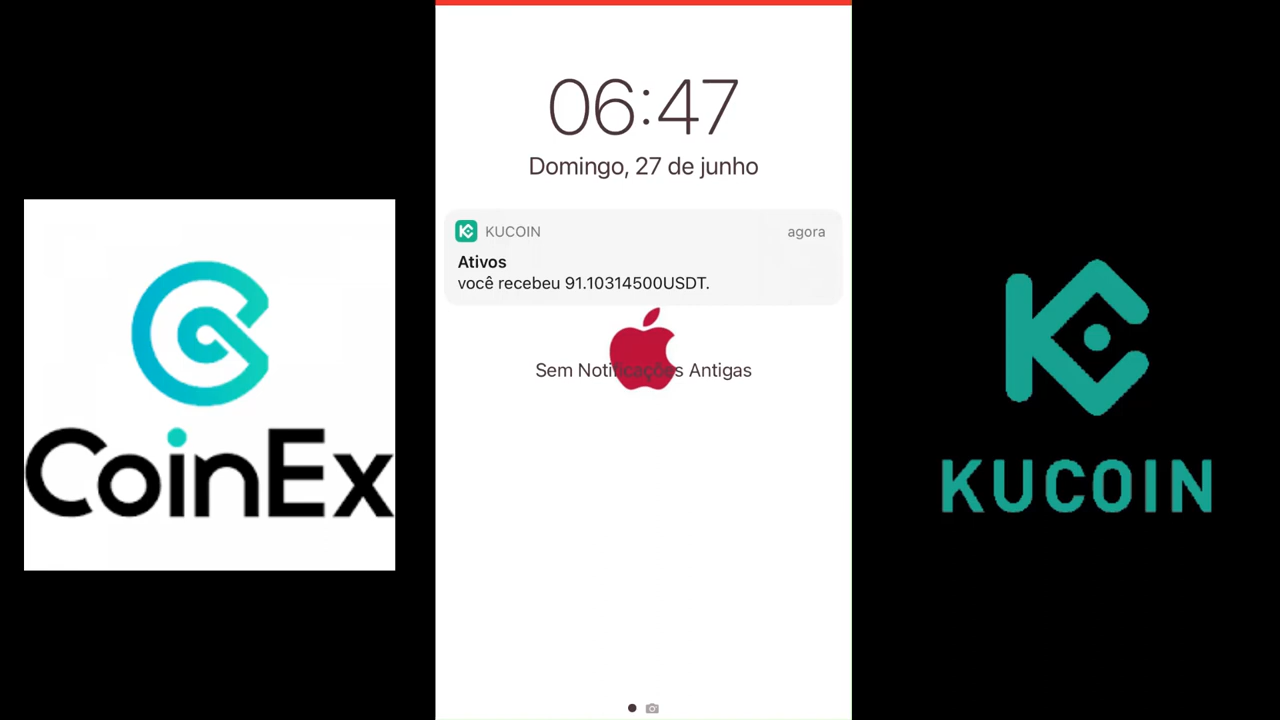 06:47
Domingo, 27 de junho
KUCOIN
agora
Ativos
você recebeu 91.10314500USDT.
Sem Notificações Antigas
CoinEx
KUCOIN